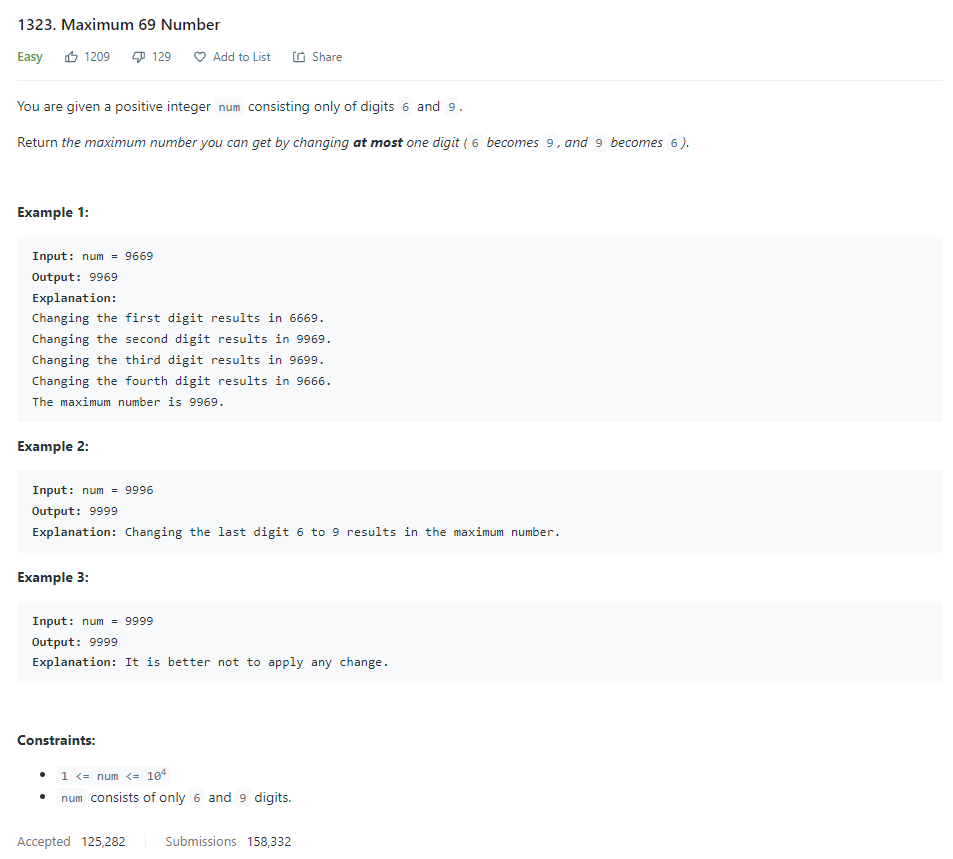 1323. Maximum 69 Number
Easy 1209 129 Add to List Share
You are given a positive integer num consisting only of digits 6 and 9.
Return the maximum number you can get by changing at most one digit (6 becomes 9, and 9 becomes 6).
Example 1:
Input: num = 9669
Output: 9969
Explanation:
Changing the first digit results in 6669.
Changing the second digit results in 9969.
Changing the third digit results in 9699.
Changing the fourth digit results in 9666.
The maximum number is 9969.
Example 2:
Input: num = 9996
Output: 9999
Explanation: Changing the last digit 6 to 9 results in the maximum number.
Example 3:
Input: num = 9999
Output: 9999
Explanation: It is better not to apply any change.
Constraints:
• 1 <= num <= 10⁴
• num consists of only 6 and 9 digits.
Accepted 125,282 Submissions 158,332